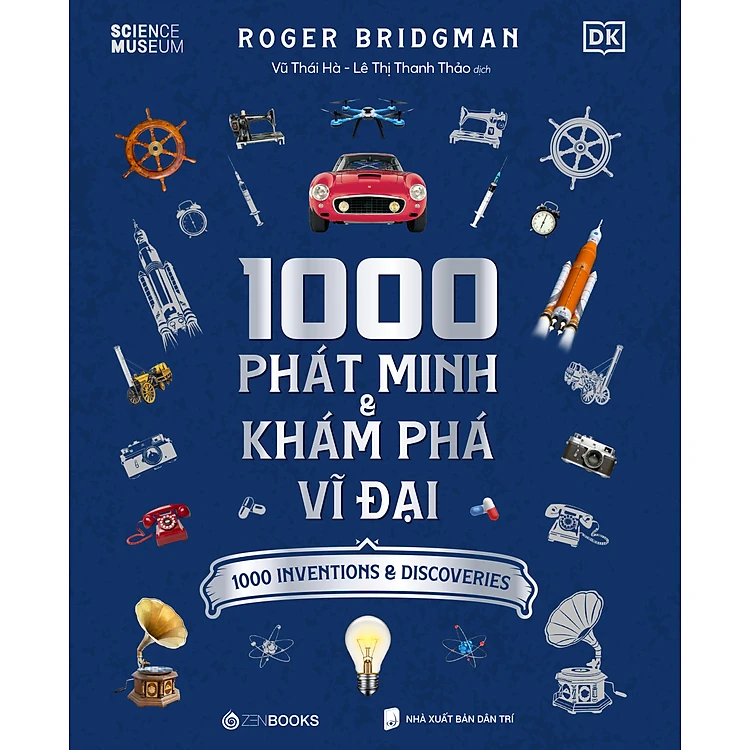 SCIENCE
MUSEUM
ROGER BRIDGMAN
DK
Vũ Thái Hà - Lê Thị Thanh Thảo dịch
1000
PHÁT MINH
&
KHÁM PHÁ
VĨ ĐẠI
1000 INVENTIONS & DISCOVERIES
ZENBOOKS
NHÀ XUẤT BẢN DÂN TRÍ